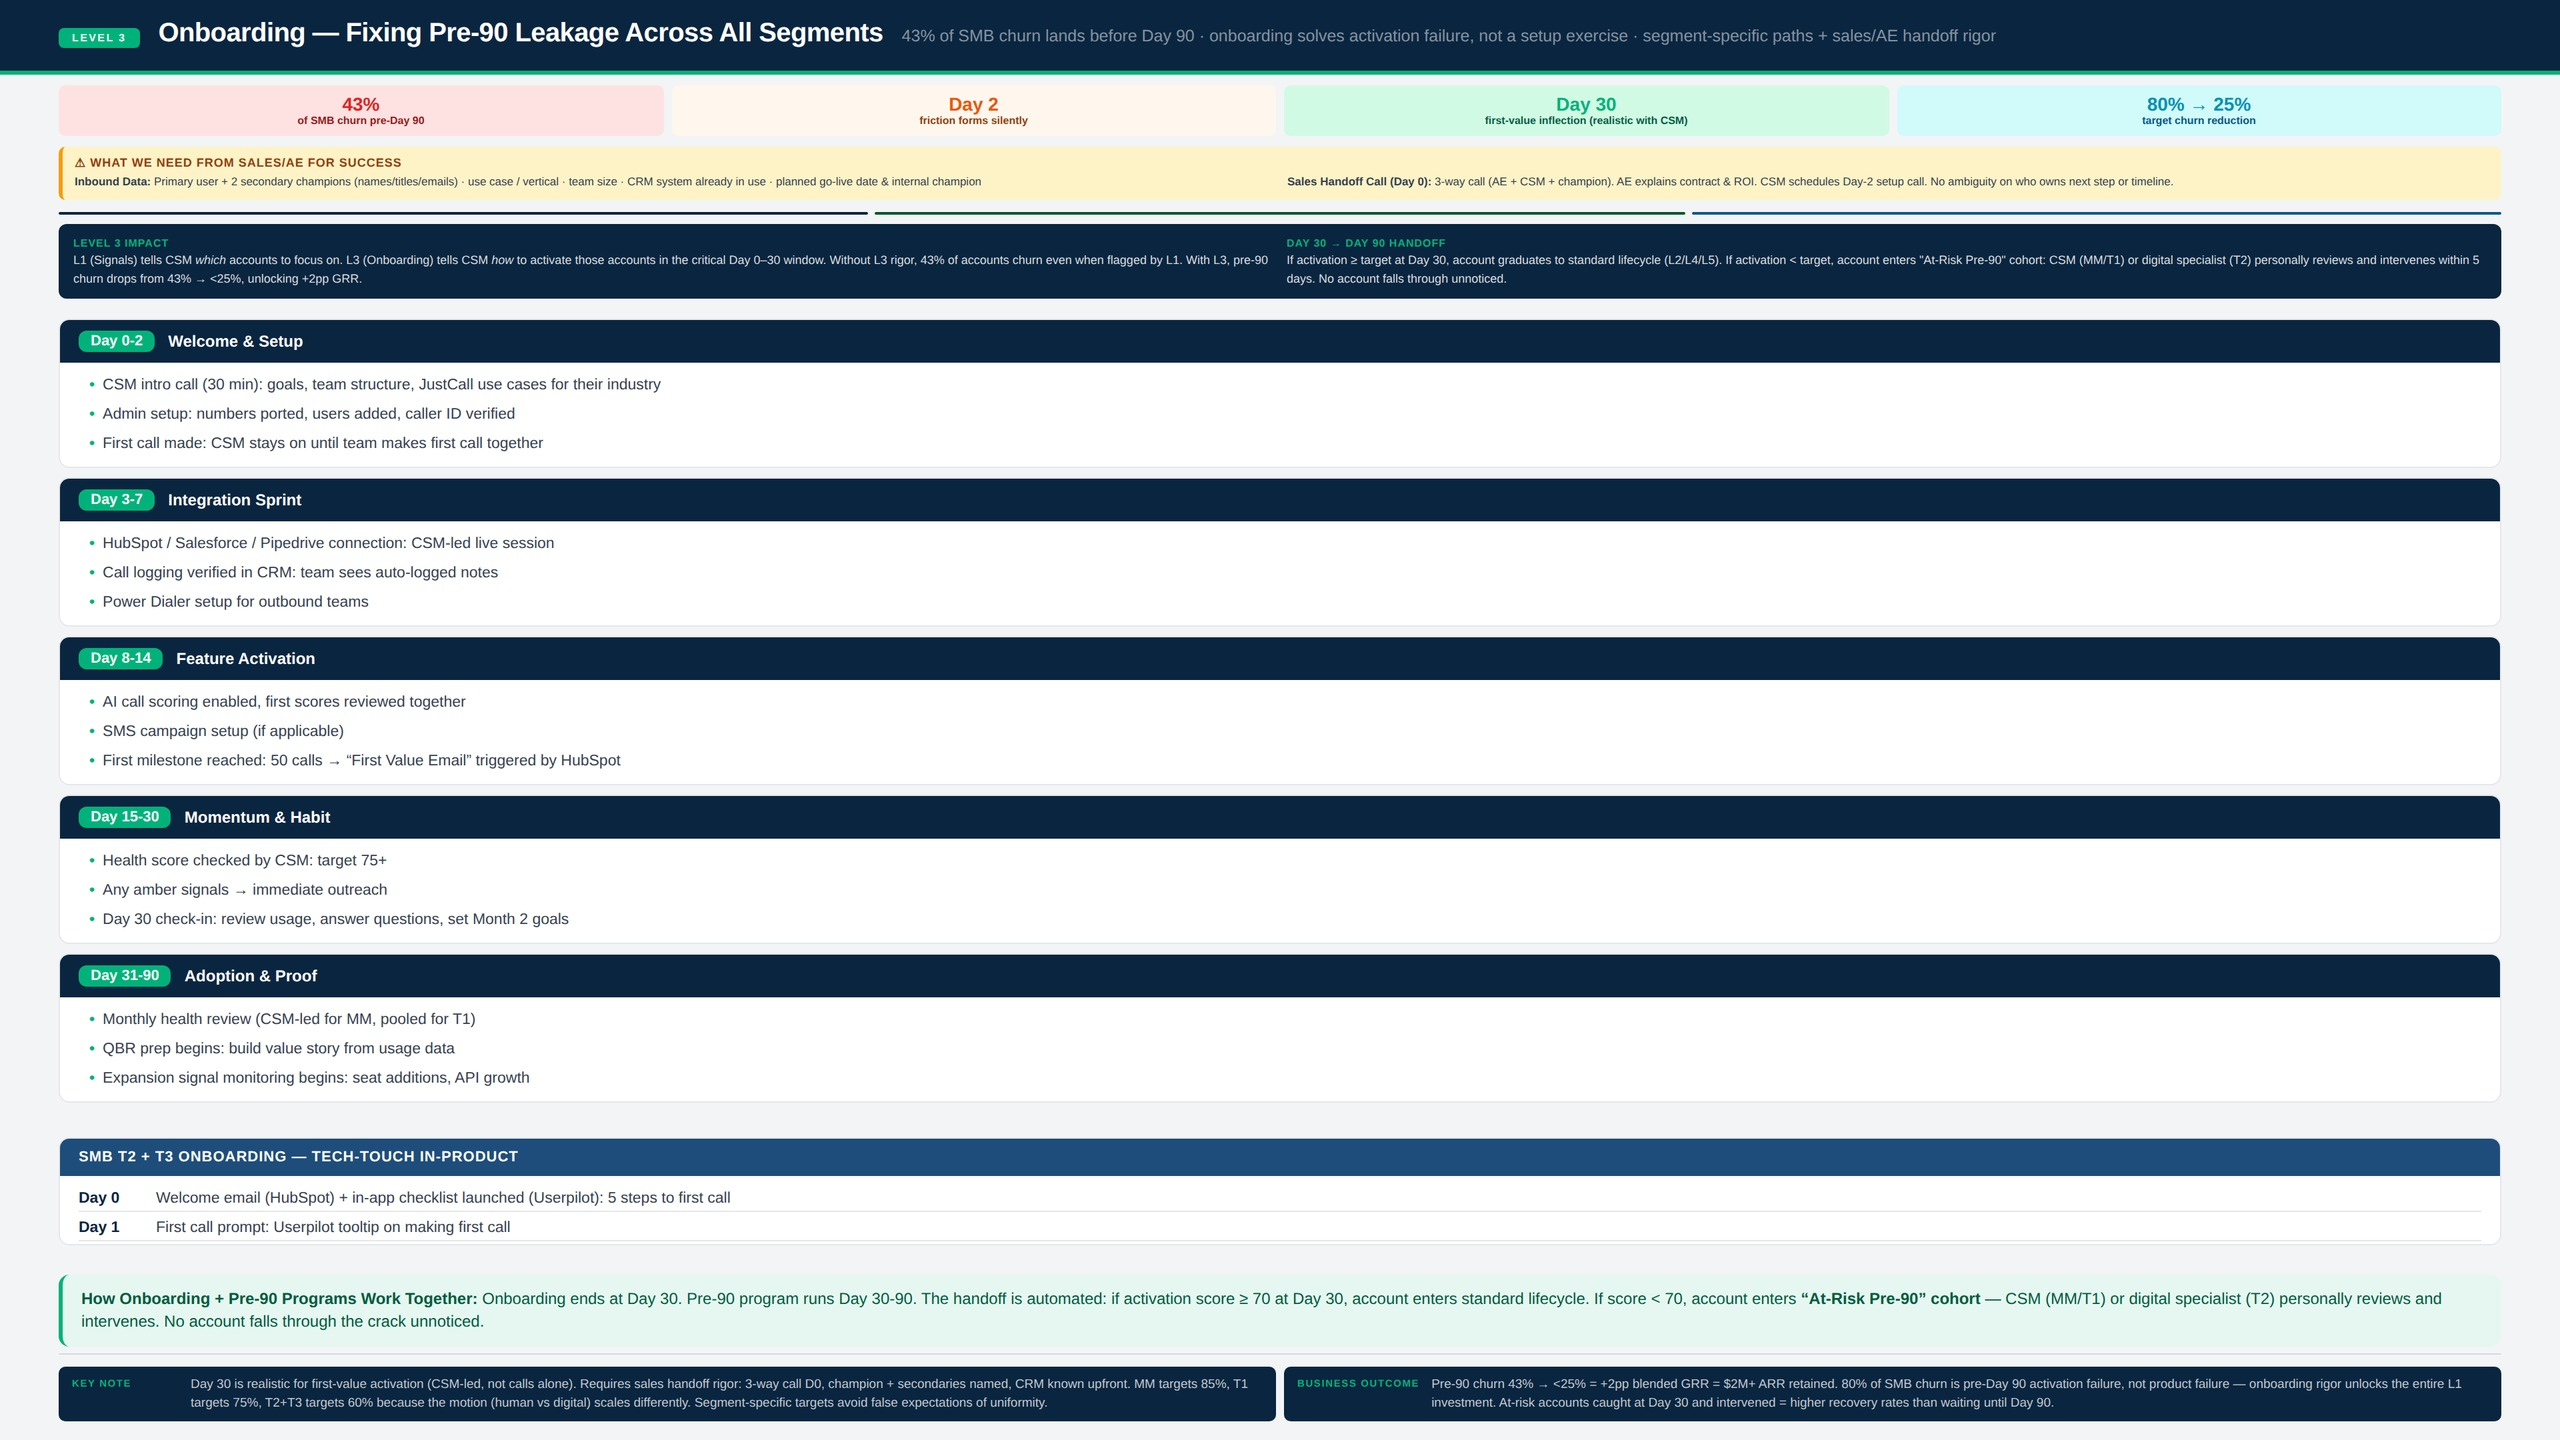 LEVEL 3
Onboarding — Fixing Pre-90 Leakage Across All Segments
43% of SMB churn lands before Day 90 · onboarding solves activation failure, not a setup exercise · segment-specific paths + sales/AE handoff rigor
43%
of SMB churn pre-Day 90
Day 2
friction forms silently
Day 30
first-value inflection (realistic with CSM)
80% → 25%
target churn reduction
⚠ WHAT WE NEED FROM SALES/AE FOR SUCCESS
Inbound Data: Primary user + 2 secondary champions (names/titles/emails) · use case / vertical · team size · CRM system already in use · planned go-live date & internal champion
Sales Handoff Call (Day 0): 3-way call (AE + CSM + champion). AE explains contract & ROI. CSM schedules Day-2 setup call. No ambiguity on who owns next step or timeline.
LEVEL 3 IMPACT
L1 (Signals) tells CSM which accounts to focus on. L3 (Onboarding) tells CSM how to activate those accounts in the critical Day 0–30 window. Without L3 rigor, 43% of accounts churn even when flagged by L1. With L3, pre-90
churn drops from 43% → <25%, unlocking +2pp GRR.
DAY 30 → DAY 90 HANDOFF
If activation ≥ target at Day 30, account graduates to standard lifecycle (L2/L4/L5). If activation < target, account enters "At-Risk Pre-90" cohort: CSM (MM/T1) or digital specialist (T2) personally reviews and intervenes within 5
days. No account falls through unnoticed.
Day 0-2
Welcome & Setup
• CSM intro call (30 min): goals, team structure, JustCall use cases for their industry
• Admin setup: numbers ported, users added, caller ID verified
• First call made: CSM stays on until team makes first call together
Day 3-7
Integration Sprint
• HubSpot / Salesforce / Pipedrive connection: CSM-led live session
• Call logging verified in CRM: team sees auto-logged notes
• Power Dialer setup for outbound teams
Day 8-14
Feature Activation
• AI call scoring enabled, first scores reviewed together
• SMS campaign setup (if applicable)
• First milestone reached: 50 calls → “First Value Email” triggered by HubSpot
Day 15-30
Momentum & Habit
• Health score checked by CSM: target 75+
• Any amber signals → immediate outreach
• Day 30 check-in: review usage, answer questions, set Month 2 goals
Day 31-90
Adoption & Proof
• Monthly health review (CSM-led for MM, pooled for T1)
• QBR prep begins: build value story from usage data
• Expansion signal monitoring begins: seat additions, API growth
SMB T2 + T3 ONBOARDING — TECH-TOUCH IN-PRODUCT
Day 0 Welcome email (HubSpot) + in-app checklist launched (Userpilot): 5 steps to first call
Day 1 First call prompt: Userpilot tooltip on making first call
How Onboarding + Pre-90 Programs Work Together: Onboarding ends at Day 30. Pre-90 program runs Day 30-90. The handoff is automated: if activation score ≥ 70 at Day 30, account enters standard lifecycle. If score < 70, account enters “At-Risk Pre-90” cohort — CSM (MM/T1) or digital specialist (T2) personally reviews and
intervenes. No account falls through the crack unnoticed.
KEY NOTE
Day 30 is realistic for first-value activation (CSM-led, not calls alone). Requires sales handoff rigor: 3-way call D0, champion + secondaries named, CRM known upfront. MM targets 85%, T1
targets 75%, T2+T3 targets 60% because the motion (human vs digital) scales differently. Segment-specific targets avoid false expectations of uniformity.
BUSINESS OUTCOME
Pre-90 churn 43% → <25% = +2pp blended GRR = $2M+ ARR retained. 80% of SMB churn is pre-Day 90 activation failure, not product failure — onboarding rigor unlocks the entire L1
investment. At-risk accounts caught at Day 30 and intervened = higher recovery rates than waiting until Day 90.